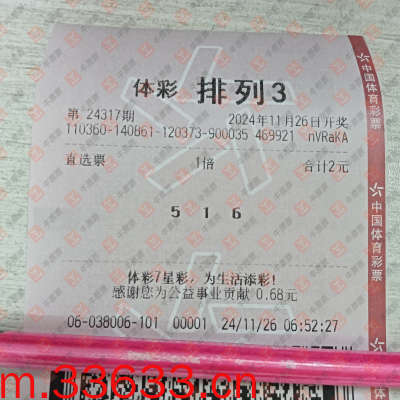 体彩 排列3
第 24317期 2024年11月26日开奖
110360-140861-120373-900035 469921 nVRaKA
直选票 1倍 合计2元
5 1 6
体彩7星彩，为生活添彩!
感谢您为公益事业贡献 0.68元
06-038006-101 00001 24/11/26 06:52:27
中国体育彩票
中国体育彩票
m.33633.cn